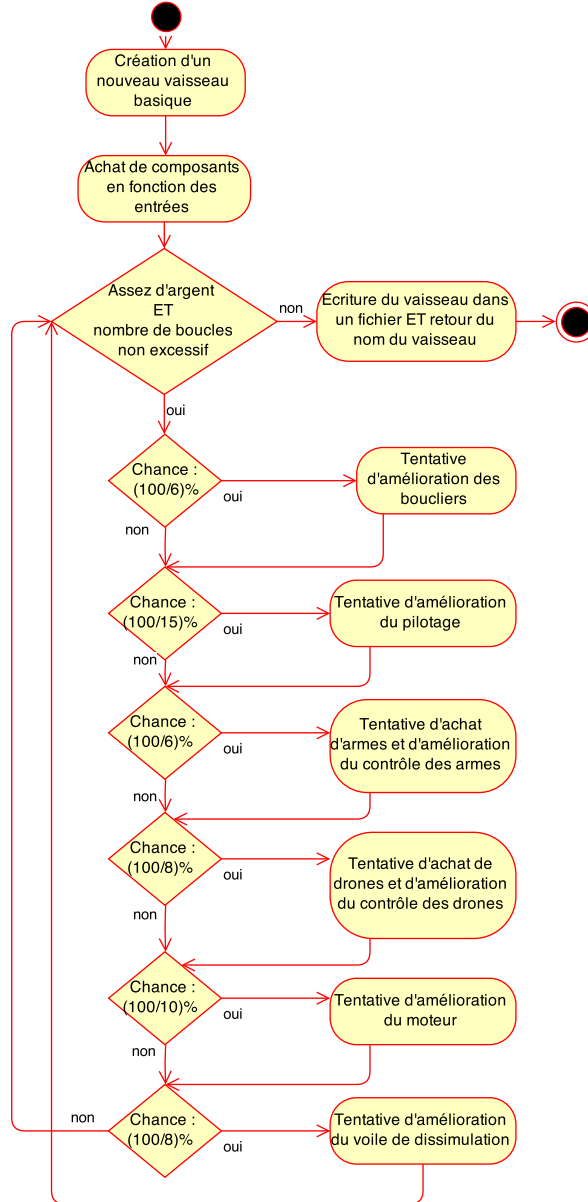 Création d'un
nouveau vaisseau
basique
Achat de composants
en fonction des
entrées
Assez d'argent
ET
nombre de boucles
non excessif
non
Ecriture du vaisseau dans
un fichier ET retour du
nom du vaisseau
oui
Chance :
(100/6)%
oui
non
Tentative
d'amélioration des
boucliers
Chance :
(100/15)%
oui
non
Tentative d'amélioration
du pilotage
Chance :
(100/6)%
oui
non
Tentative d'achat
d'armes et d'amélioration
du contrôle des armes
Chance :
(100/8)%
oui
non
Tentative d'achat de
drones et d'amélioration
du contrôle des drones
Chance :
(100/10)%
oui
non
Tentative d'amélioration
du moteur
Chance :
(100/8)%
non
oui
Tentative d'amélioration
du voile de dissimulation